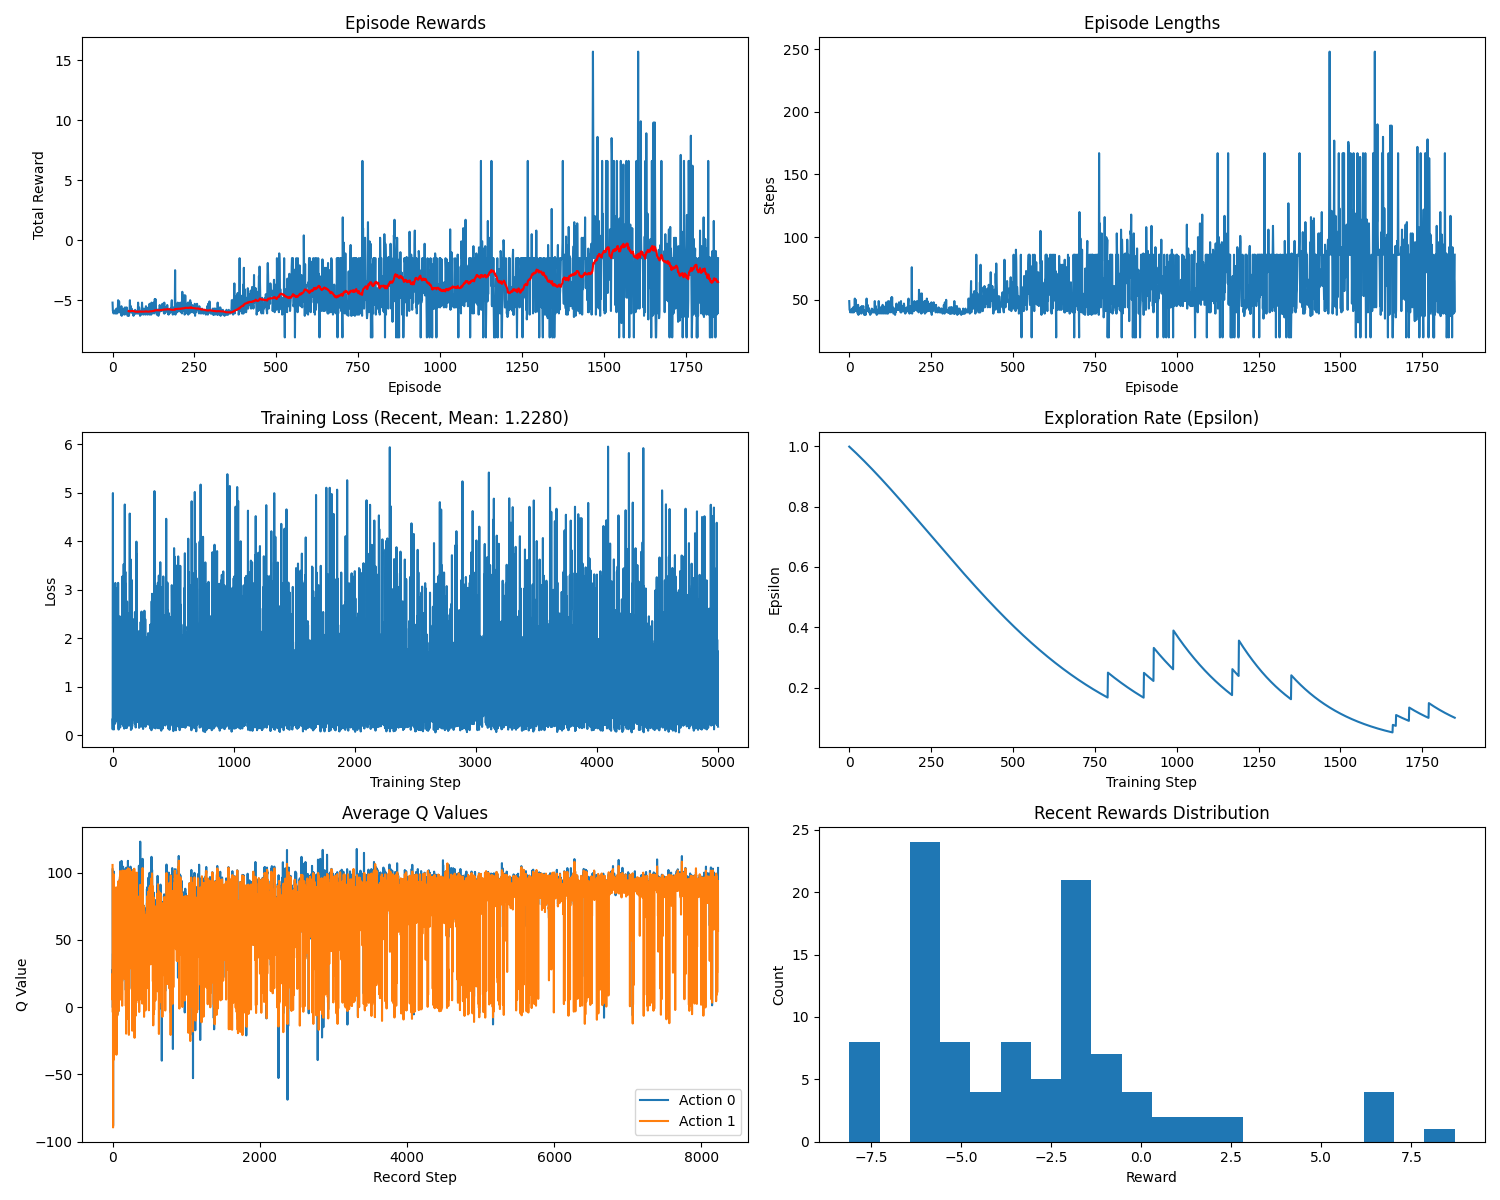 Episode Rewards
Total Reward
15
10
5
0
−5
0 250 500 750 1000 1250 1500 1750
Episode
Episode Lengths
Steps
250
200
150
100
50
0 250 500 750 1000 1250 1500 1750
Episode
Training Loss (Recent, Mean: 1.2280)
Loss
6
5
4
3
2
1
0
0 1000 2000 3000 4000 5000
Training Step
Exploration Rate (Epsilon)
Epsilon
1.0
0.8
0.6
0.4
0.2
0 250 500 750 1000 1250 1500 1750
Training Step
Average Q Values
Q Value
100
50
0
−50
−100
Action 0
Action 1
0 2000 4000 6000 8000
Record Step
Recent Rewards Distribution
Count
25
20
15
10
5
0
−7.5 −5.0 −2.5 0.0 2.5 5.0 7.5
Reward